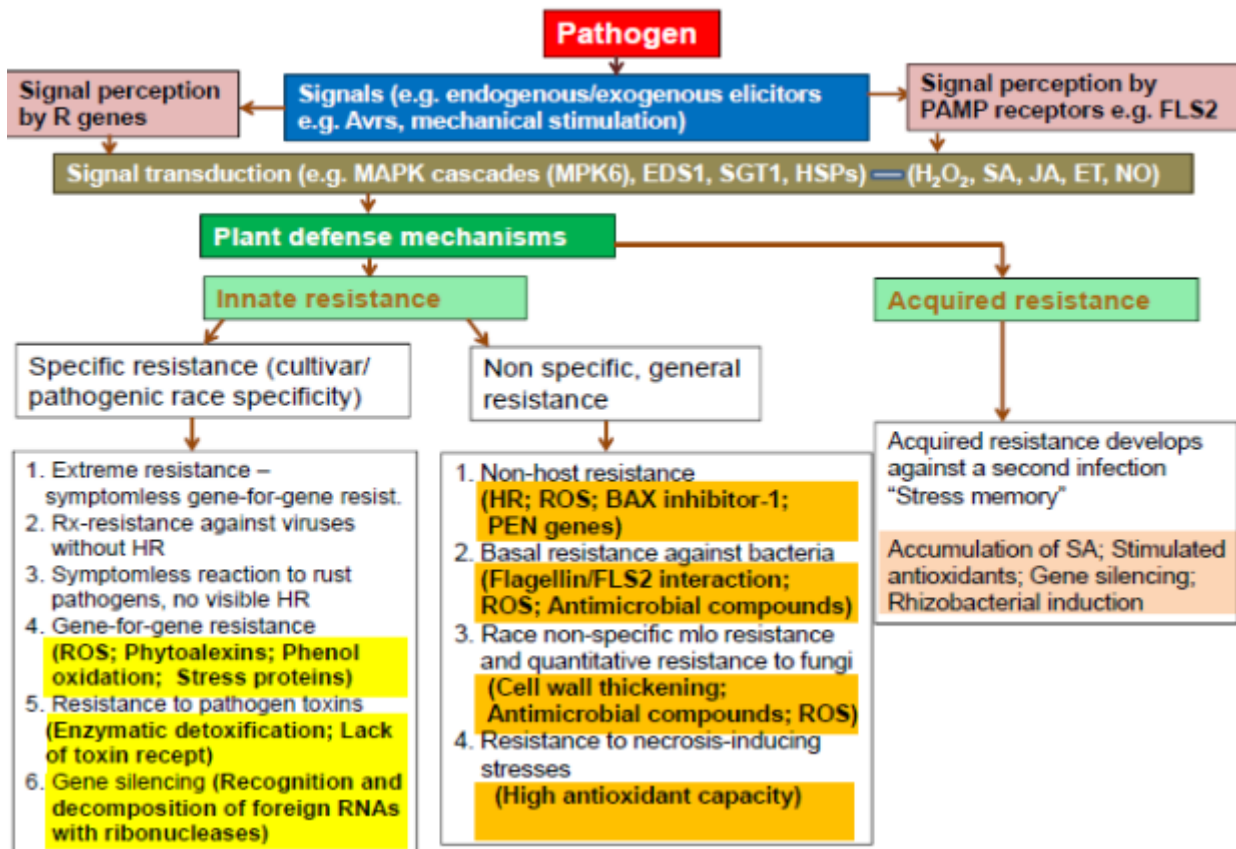 Pathogen
Signal perception
by R genes
Signals (e.g. endogenous/exogenous elicitors
e.g. Avrs, mechanical stimulation)
Signal perception by
PAMP receptors e.g. FLS2
Signal transduction (e.g. MAPK cascades (MPK6), EDS1, SGT1, HSPs) — (H₂O₂, SA, JA, ET, NO)
Plant defense mechanisms
Innate resistance
Acquired resistance
Specific resistance (cultivar/
pathogenic race specificity)
Non specific, general
resistance
1. Extreme resistance –
symptomless gene-for-gene resist.
2. Rx-resistance against viruses
without HR
3. Symptomless reaction to rust
pathogens, no visible HR
4. Gene-for-gene resistance
(ROS; Phytoalexins; Phenol
oxidation; Stress proteins)
5. Resistance to pathogen toxins
(Enzymatic detoxification; Lack
of toxin recept)
6. Gene silencing (Recognition and
decomposition of foreign RNAs
with ribonucleases)
1. Non-host resistance
(HR; ROS; BAX inhibitor-1;
PEN genes)
2. Basal resistance against bacteria
(Flagellin/FLS2 interaction;
ROS; Antimicrobial compounds)
3. Race non-specific mlo resistance
and quantitative resistance to fungi
(Cell wall thickening;
Antimicrobial compounds; ROS)
4. Resistance to necrosis-inducing
stresses
(High antioxidant capacity)
Acquired resistance develops
against a second infection
“Stress memory”
Accumulation of SA; Stimulated
antioxidants; Gene silencing;
Rhizobacterial induction